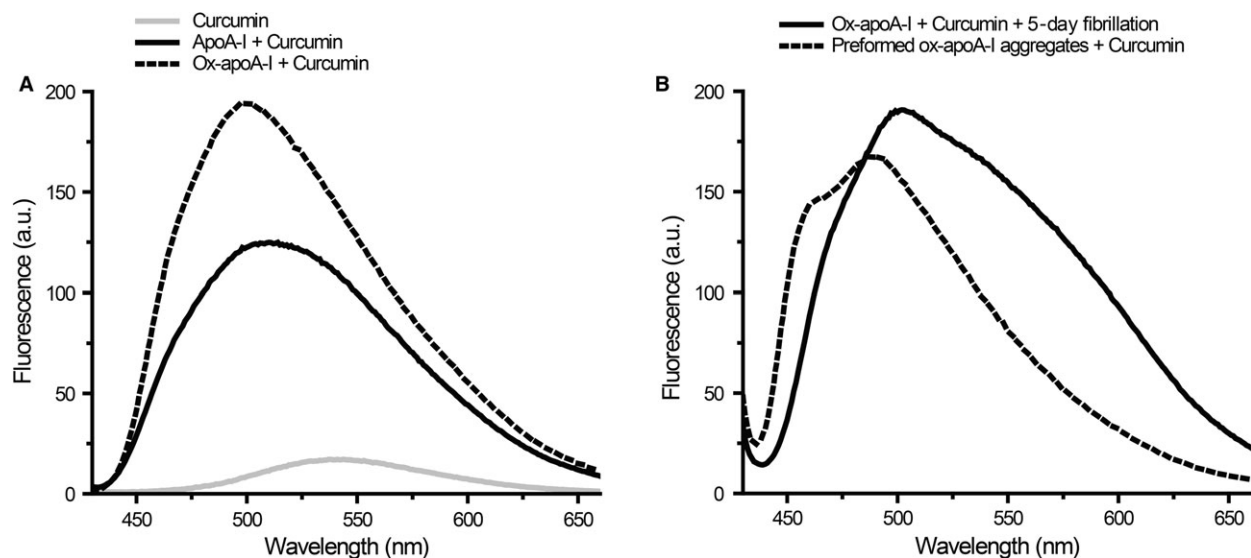 Curcumin
ApoA-I + Curcumin
Ox-apoA-I + Curcumin
A
200
150
100
50
0
Fluorescence (a.u.)
450 500 550 600 650
Wavelength (nm)
Ox-apoA-I + Curcumin + 5-day fibrillation
Preformed ox-apoA-I aggregates + Curcumin
B
200
150
100
50
0
Fluorescence (a.u.)
450 500 550 600 650
Wavelength (nm)